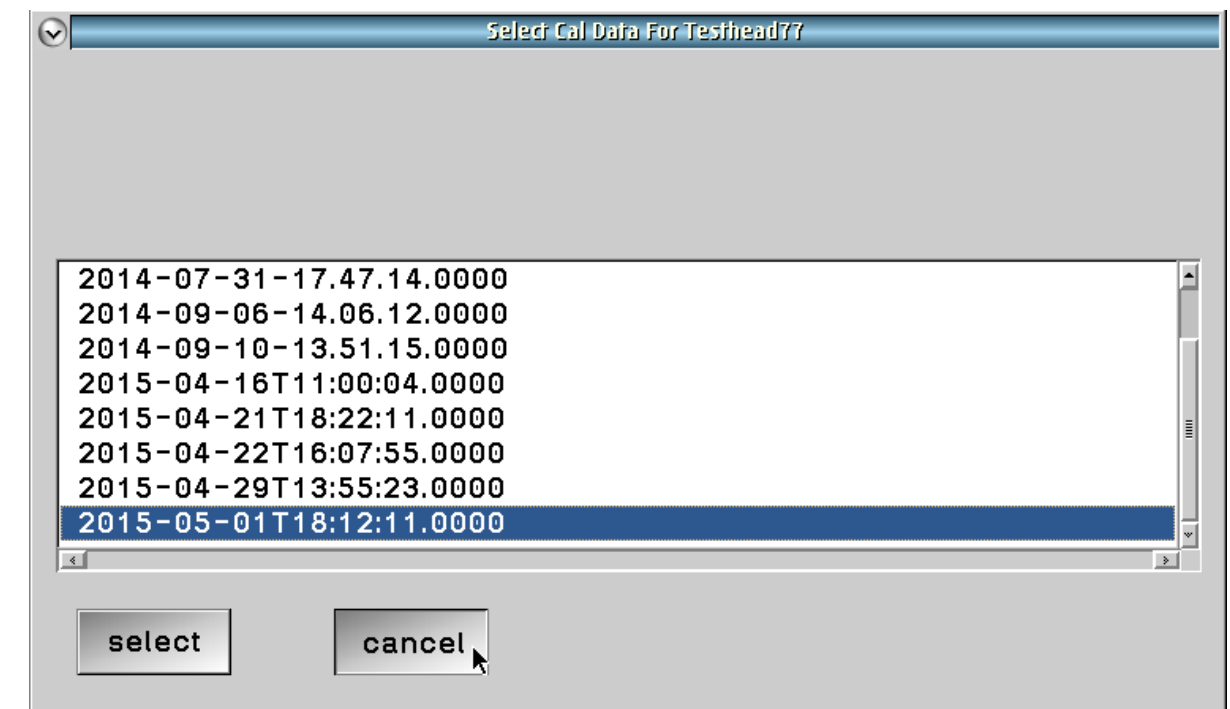 Select Cal Data For Testhead77
2014-07-31-17.47.14.0000
2014-09-06-14.06.12.0000
2014-09-10-13.51.15.0000
2015-04-16T11:00:04.0000
2015-04-21T18:22:11.0000
2015-04-22T16:07:55.0000
2015-04-29T13:55:23.0000
2015-05-01T18:12:11.0000
select cancel